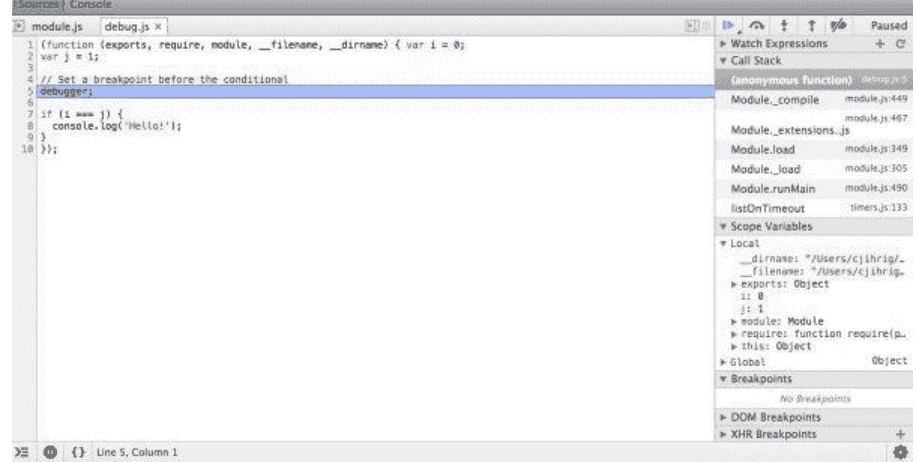 Sources Console
module.js debug.js ×
Paused
1 (function (exports, require, module, __filename, __dirname) { var i = 0;
2 var j = 1;
3
4 // Set a breakpoint before the conditional
5 debugger;
6
7 if (i === j) {
8 console.log('Hello!');
9 }
10 });
Watch Expressions + C
Call Stack
(anonymous function) debug.js:5
Module._compile module.js:449
module.js:467
Module._extensions..js
Module.load module.js:349
Module._load module.js:305
Module.runMain module.js:490
listOnTimeout timers.js:133
Scope Variables
Local
__dirname: "/Users/cjihrig/…
__filename: "/Users/cjihrig…
exports: Object
i: 0
j: 1
module: Module
require: function require(p…
this: Object
Global Object
Breakpoints
No Breakpoints
DOM Breakpoints
XHR Breakpoints +
{} Line 5, Column 1